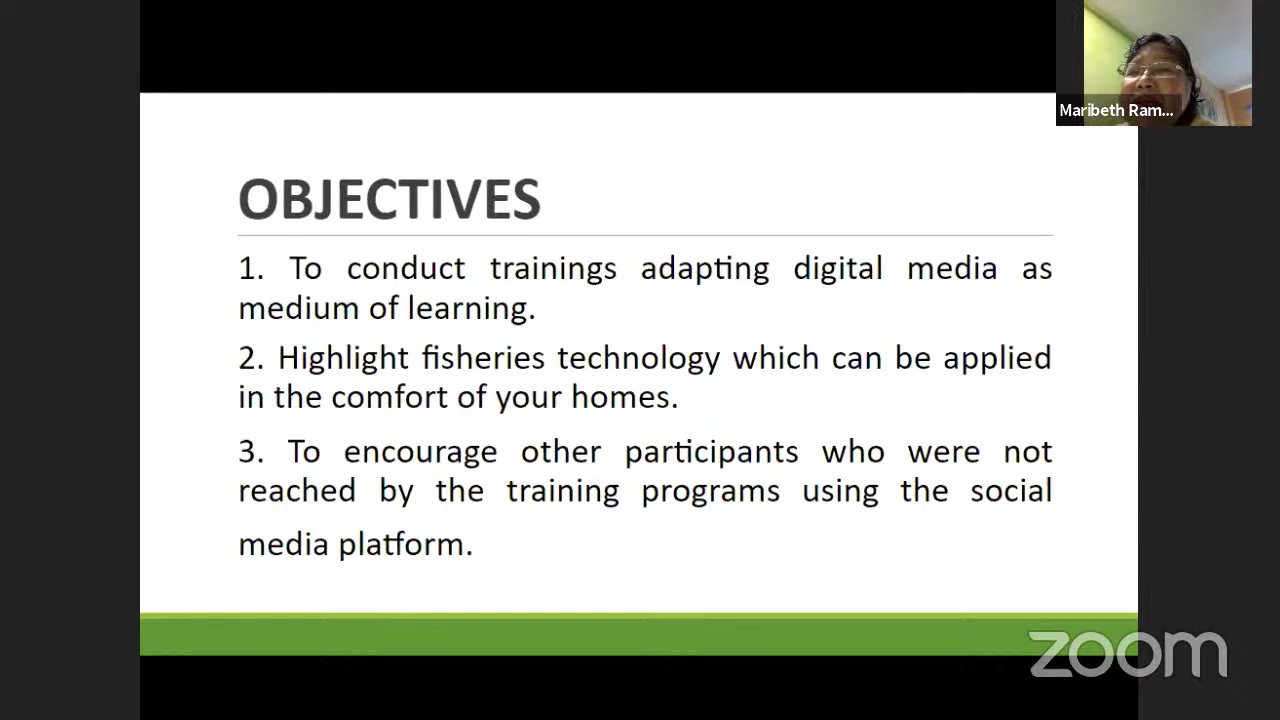 Maribeth Ram...
OBJECTIVES
1. To conduct trainings adapting digital media as
medium of learning.
2. Highlight fisheries technology which can be applied
in the comfort of your homes.
3. To encourage other participants who were not
reached by the training programs using the social
media platform.
zoom